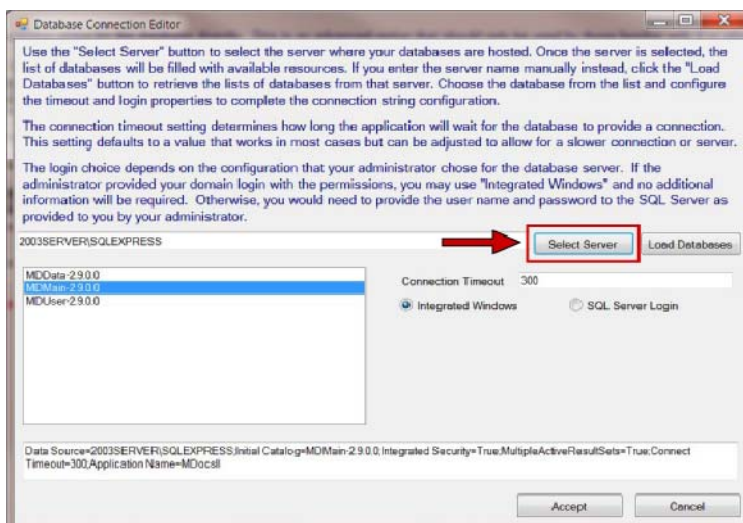 Database Connection Editor
Use the "Select Server" button to select the server where your databases are hosted. Once the server is selected, the
list of databases will be filled with available resources. If you enter the server name manually instead, click the "Load
Databases" button to retrieve the lists of databases from that server. Choose the database from the list and configure
the timeout and login properties to complete the connection string configuration.
The connection timeout setting determines how long the application will wait for the database to provide a connection.
This setting defaults to a value that works in most cases but can be adjusted to allow for a slower connection or server.
The login choice depends on the configuration that your administrator chose for the database server. If the
administrator provided your domain login with the permissions, you may use "Integrated Windows" and no additional
information will be required. Otherwise, you would need to provide the user name and password to the SQL Server as
provided to you by your administrator.
2003SERVER\SQLEXPRESS
Select Server
Load Databases
MDData-2.9.0.0
MDMain-2.9.0.0
MDUser-2.9.0.0
Connection Timeout 300
Integrated Windows
SQL Server Login
Data Source=2003SERVER\SQLEXPRESS;Initial Catalog=MDMain-2.9.0.0;Integrated Security=True;MultipleActiveResultSets=True;Connect
Timeout=300;Application Name=MDocsII
Accept
Cancel